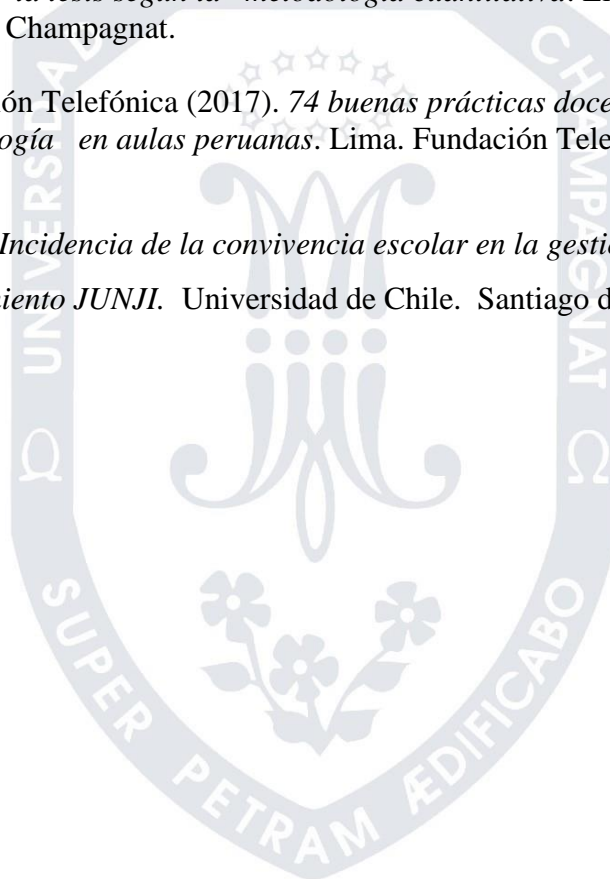 la tesis según la metodología cuantitativa.
Champagnat.
ón Telefónica (2017). 74 buenas prácticas doce
ogía en aulas peruanas. Lima. Fundación Tele
Incidencia de la convivencia escolar en la gestió
iento JUNJI. Universidad de Chile. Santiago d
UNIVERSIDAD CHAMPAGNAT
Ω Ω
SUPER PETRAM ÆDIFICABO